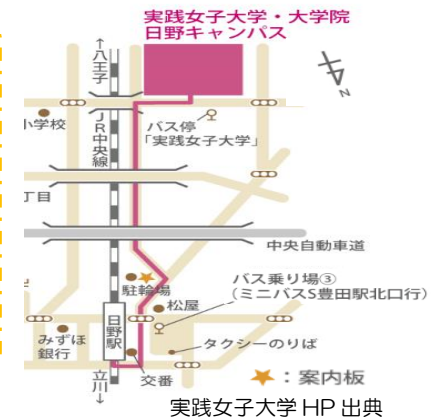 実践女子大学・大学院
日野キャンパス
↑八王子
N
小学校
JR中央線
バス停
「実践女子大学」
丁目
中央自動車道
バス乗り場③
(ミニバスS豊田駅北口行)
駐輪場
松屋
日野駅
みずほ
銀行
タクシーのりば
立川↓
交番
★:案内板
実践女子大学 HP 出典